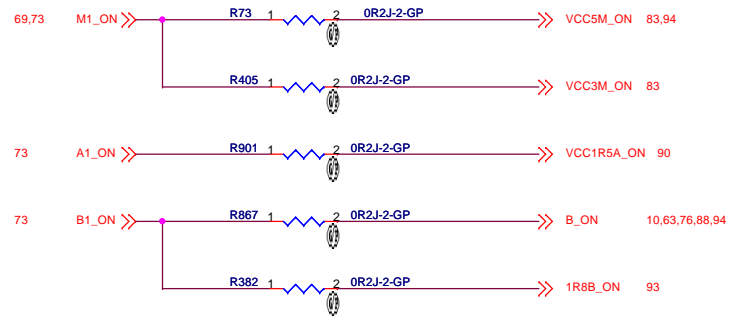 69,73 M1_ON R73 1 2 0R2J-2-GP VCC5M_ON 83,94
R405 1 2 0R2J-2-GP VCC3M_ON 83
73 A1_ON R901 1 2 0R2J-2-GP VCC1R5A_ON 90
73 B1_ON R867 1 2 0R2J-2-GP B_ON 10,63,76,88,94
R382 1 2 0R2J-2-GP 1R8B_ON 93